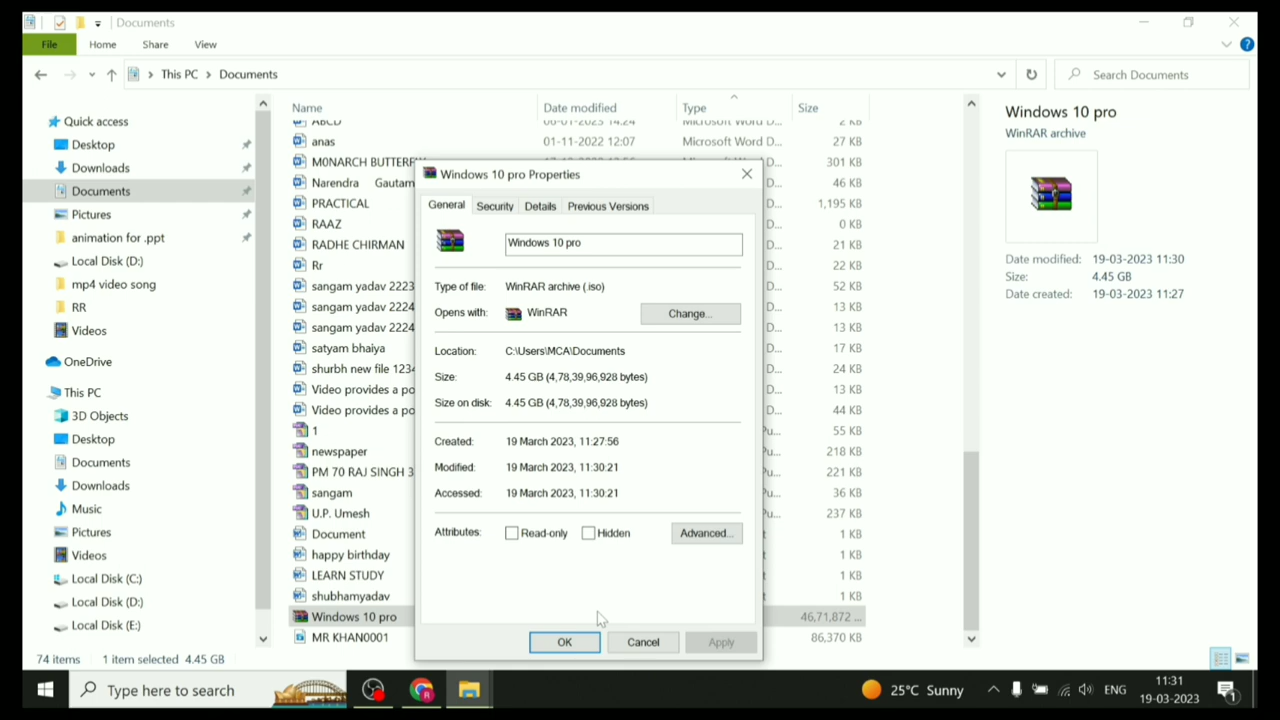 Documents
File Home Share View
This PC > Documents
Search Documents
Quick access
Desktop
Downloads
Documents
Pictures
animation for .ppt
Local Disk (D:)
mp4 video song
RR
Videos
OneDrive
This PC
3D Objects
Desktop
Documents
Downloads
Music
Pictures
Videos
Local Disk (C:)
Local Disk (D:)
Local Disk (E:)
Name Date modified Type Size
ABCD 06-01-2023 14:24 Microsoft Word D... 2 KB
anas 01-11-2022 12:07 Microsoft Word D... 27 KB
M0NARCH BUTTERF 301 KB
Narendra Gautam D... 46 KB
PRACTICAL D... 1,195 KB
RAAZ D... 0 KB
RADHE CHIRMAN D... 21 KB
Rr D... 22 KB
sangam yadav 2223 D... 52 KB
sangam yadav 2224 D... 13 KB
sangam yadav 2224 D... 13 KB
satyam bhaiya D... 17 KB
shurbh new file 1234 D... 24 KB
Video provides a po D... 13 KB
Video provides a po D... 44 KB
1 Pu... 55 KB
newspaper Pu... 218 KB
PM 70 RAJ SINGH 3 Pu... 221 KB
sangam Pu... 36 KB
U.P. Umesh Pu... 237 KB
Document t 1 KB
happy birthday t 1 KB
LEARN STUDY t 1 KB
shubhamyadav t 1 KB
Windows 10 pro 46,71,872 ...
MR KHAN0001 86,370 KB
Windows 10 pro Properties
General Security Details Previous Versions
Windows 10 pro
Type of file: WinRAR archive (.iso)
Opens with: WinRAR Change...
Location: C:\Users\MCA\Documents
Size: 4.45 GB (4,78,39,96,928 bytes)
Size on disk: 4.45 GB (4,78,39,96,928 bytes)
Created: 19 March 2023, 11:27:56
Modified: 19 March 2023, 11:30:21
Accessed: 19 March 2023, 11:30:21
Attributes: Read-only Hidden Advanced...
OK Cancel Apply
Windows 10 pro
WinRAR archive
Date modified: 19-03-2023 11:30
Size: 4.45 GB
Date created: 19-03-2023 11:27
74 items 1 item selected 4.45 GB
Type here to search
25°C Sunny
ENG
11:31
19-03-2023
1